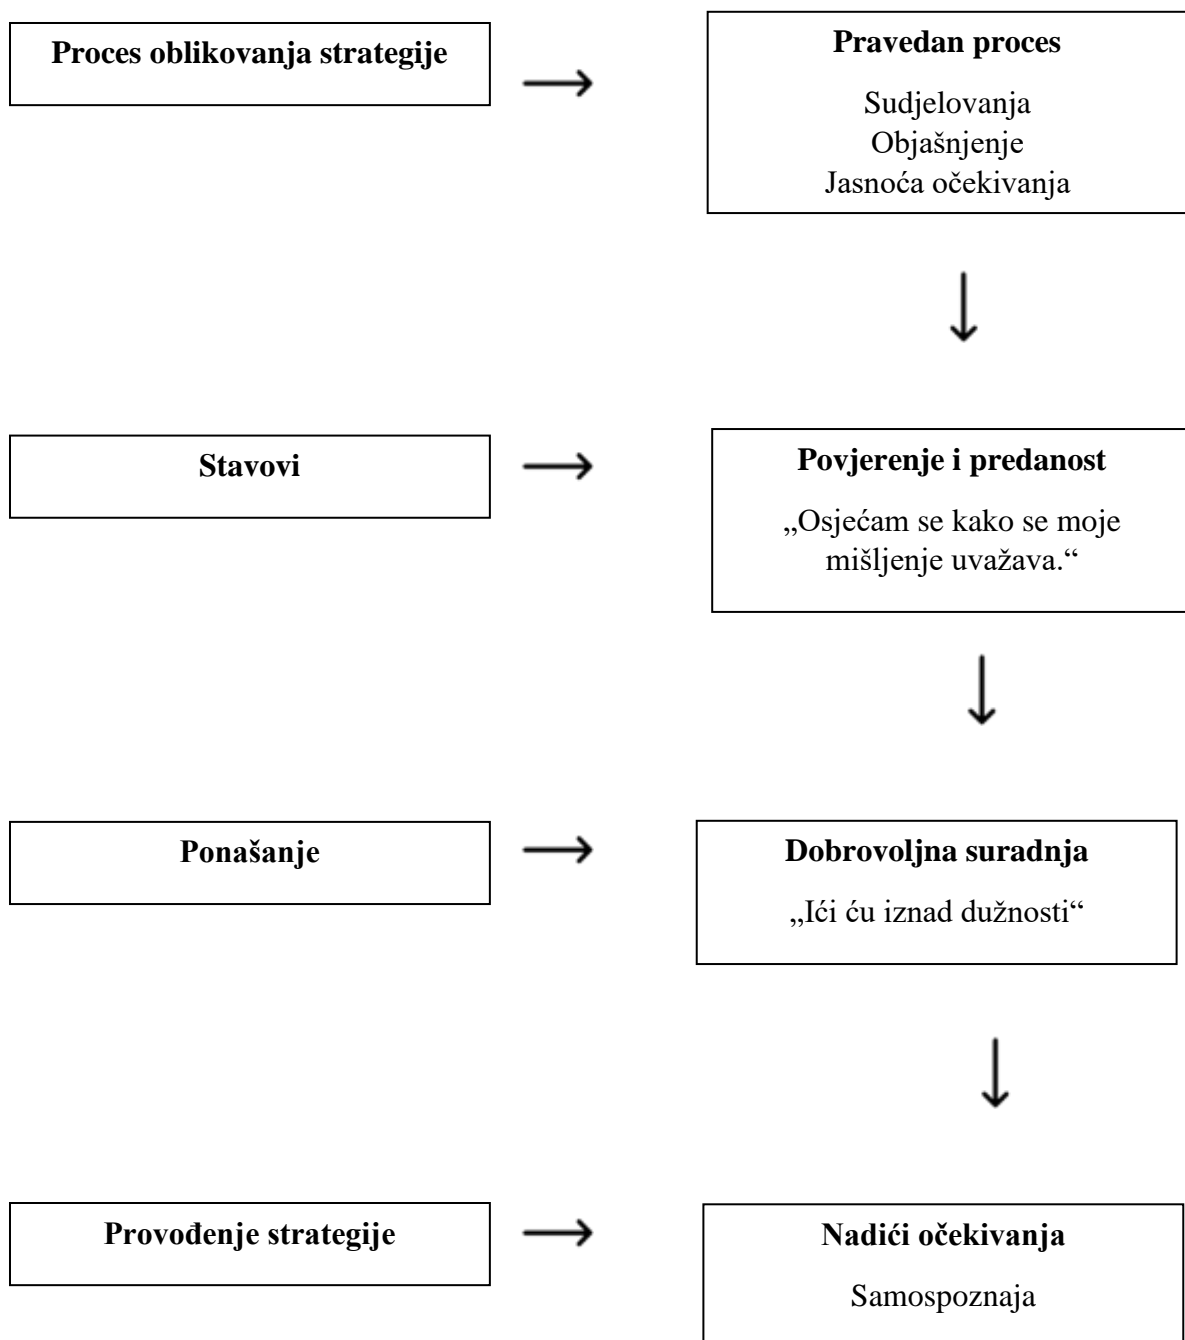 Proces oblikovanja strategije
Pravedan proces
Sudjelovanja
Objašnjenje
Jasnoća očekivanja
Stavovi
Povjerenje i predanost
„Osjećam se kako se moje
mišljenje uvažava.“
Ponašanje
Dobrovoljna suradnja
„Ići ću iznad dužnosti“
Provođenje strategije
Nadići očekivanja
Samospoznaja